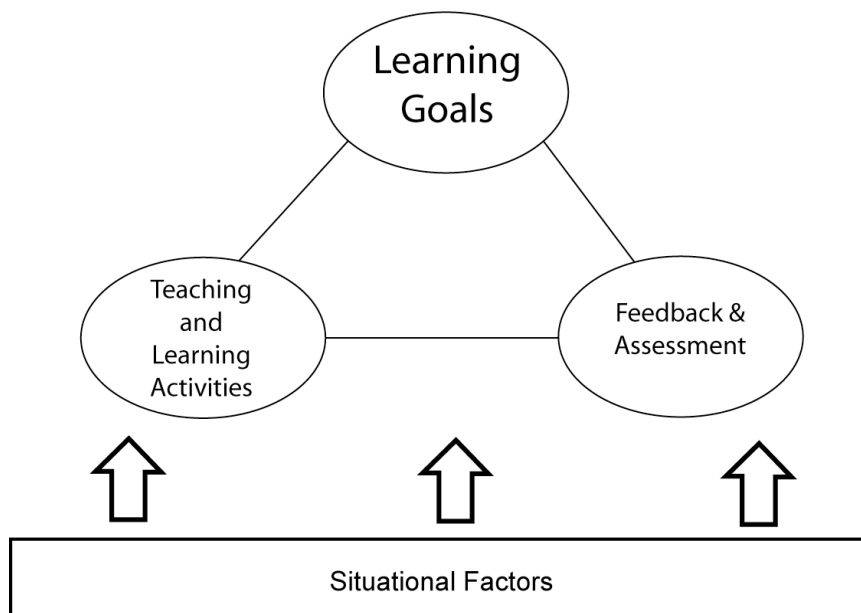 Learning
Goals
Teaching
and
Learning
Activities
Feedback &
Assessment
Situational Factors